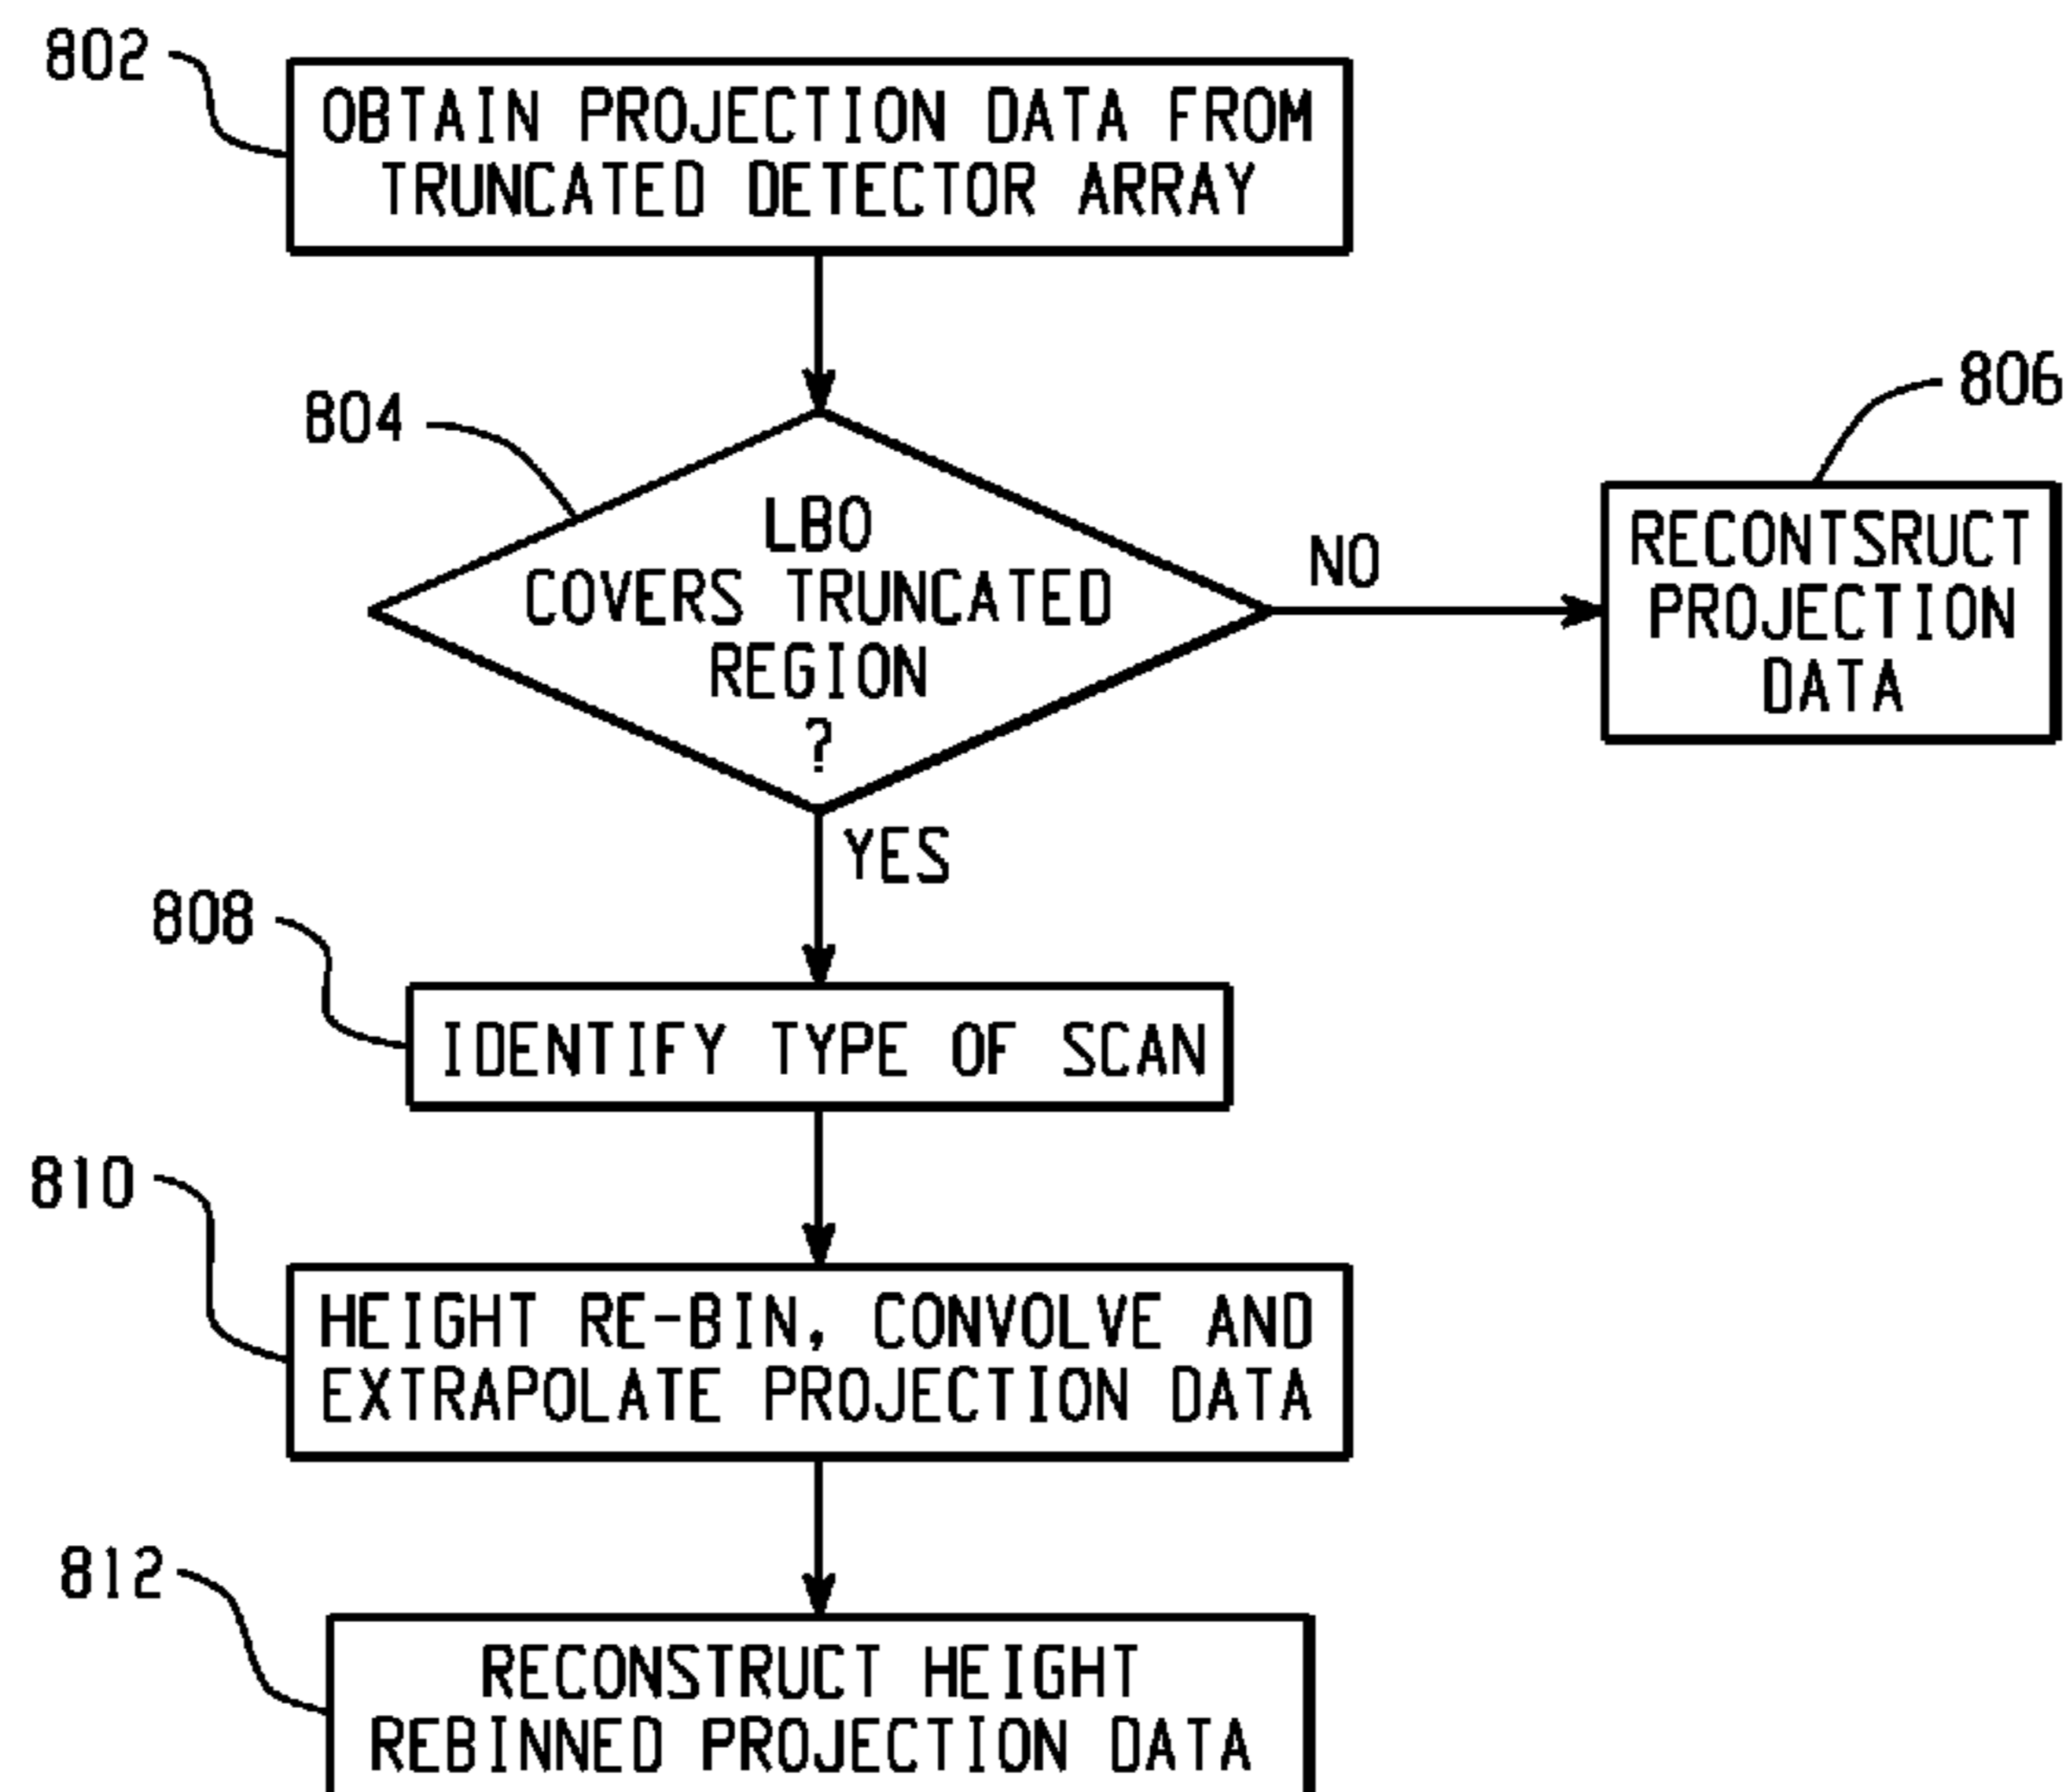 802
OBTAIN PROJECTION DATA FROM
TRUNCATED DETECTOR ARRAY
804
LBO
COVERS TRUNCATED
REGION
?
NO
806
RECONTSRUCT
PROJECTION
DATA
YES
808
IDENTIFY TYPE OF SCAN
810
HEIGHT RE-BIN, CONVOLVE AND
EXTRAPOLATE PROJECTION DATA
812
RECONSTRUCT HEIGHT
REBINNED PROJECTION DATA